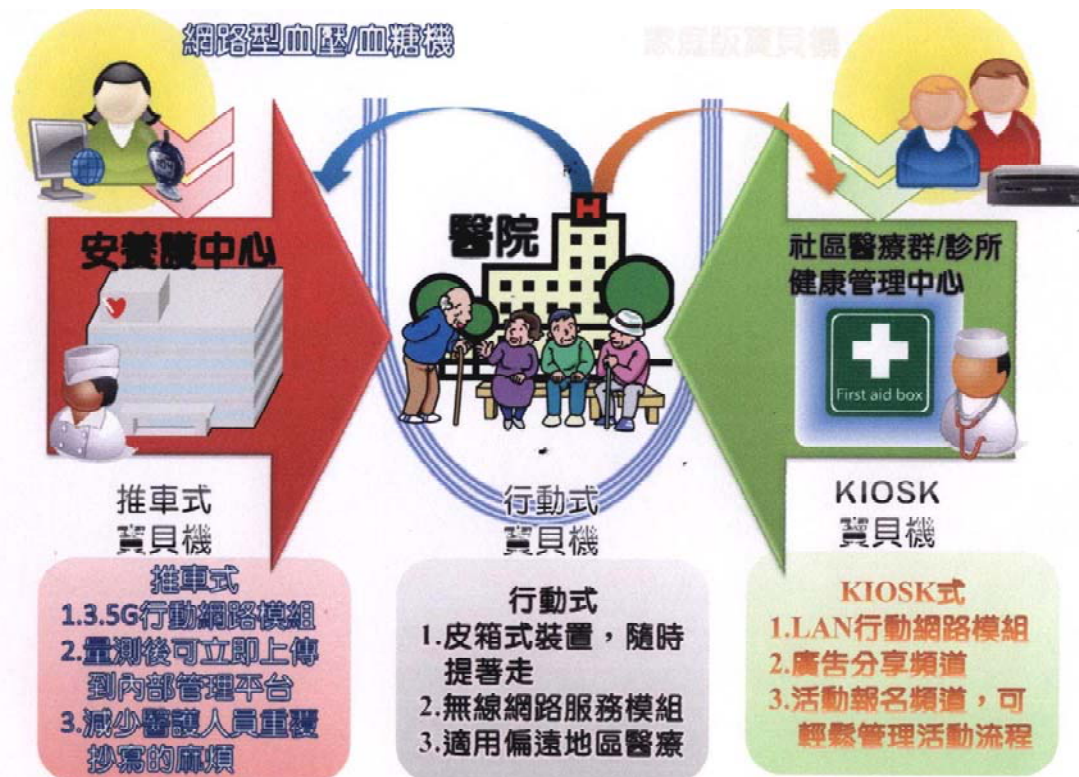 網路型血壓/血糖機
家庭版寶貝機
安養護中心
醫院
H
社區醫療群/診所
健康管理中心
First aid box
推車式
寶貝機
行動式
寶貝機
KIOSK
寶貝機
推車式
1.3.5G行動網路模組
2.量測後可立即上傳
到內部管理平台
3.減少醫護人員重覆
抄寫的麻煩
行動式
1.皮箱式裝置，隨時
提著走
2.無線網路服務模組
3.適用偏遠地區醫療
KIOSK式
1.LAN行動網路模組
2.廣告分享頻道
3.活動報名頻道，可
輕鬆管理活動流程